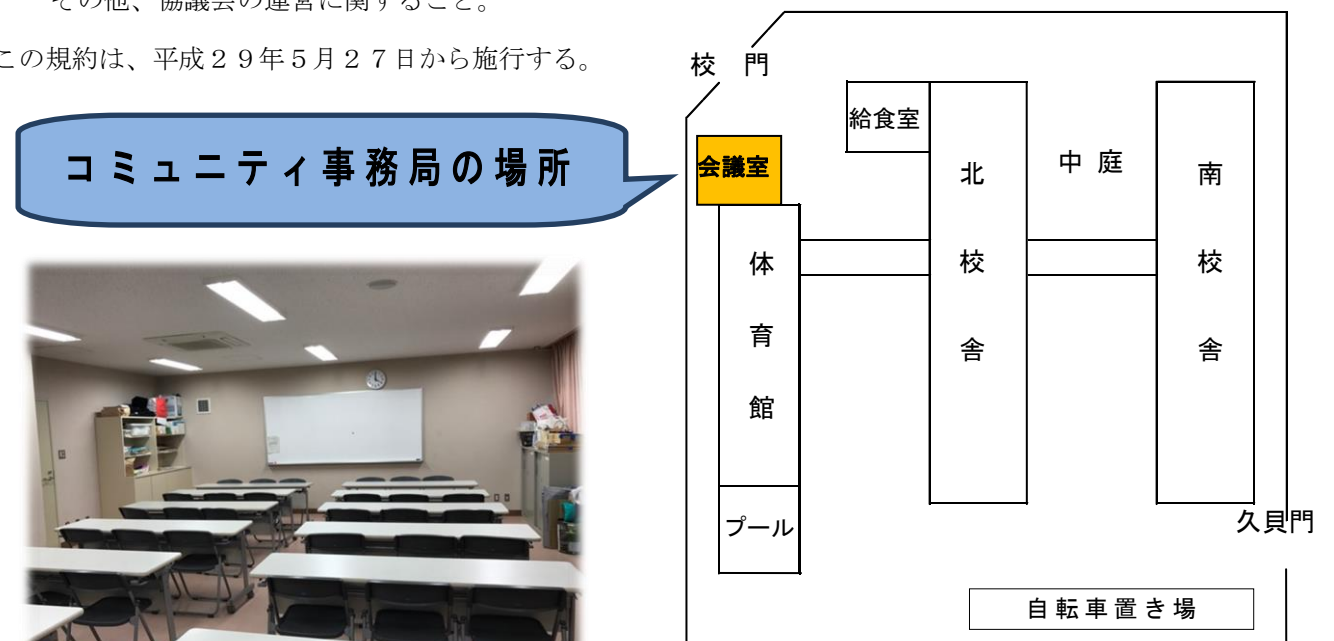 その他、協議会の運営に関すること。
この規約は、平成２９年５月２７日から施行する。
コミュニティ事務局の場所
校　門
給食室
会議室
北校舎
中 庭
南校舎
体育館
プール
久貝門
自転車置き場